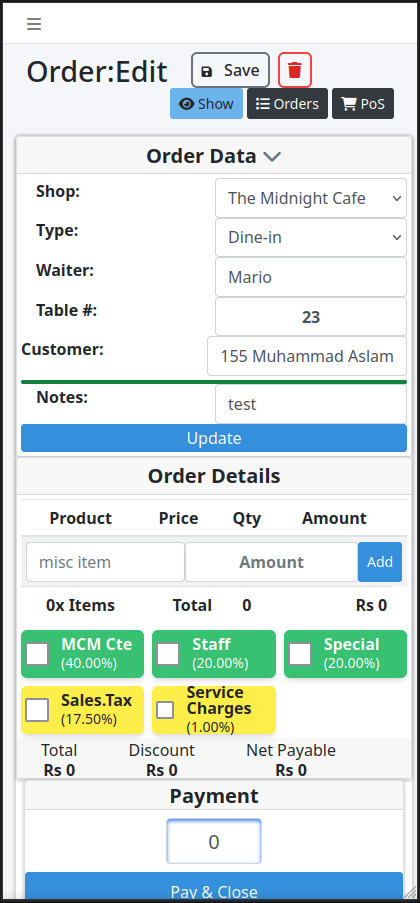 Order:Edit
Save
Show
Orders
PoS
Order Data
Shop: The Midnight Cafe
Type: Dine-in
Waiter: Mario
Table #: 23
Customer: 155 Muhammad Aslam
Notes: test
Update
Order Details
Product Price Qty Amount
misc item Amount Add
0x Items Total 0 Rs 0
MCM Cte
(40.00%)
Staff
(20.00%)
Special
(20.00%)
Sales.Tax
(17.50%)
Service
Charges
(1.00%)
Total Discount Net Payable
Rs 0 Rs 0 Rs 0
Payment
0
Pay & Close